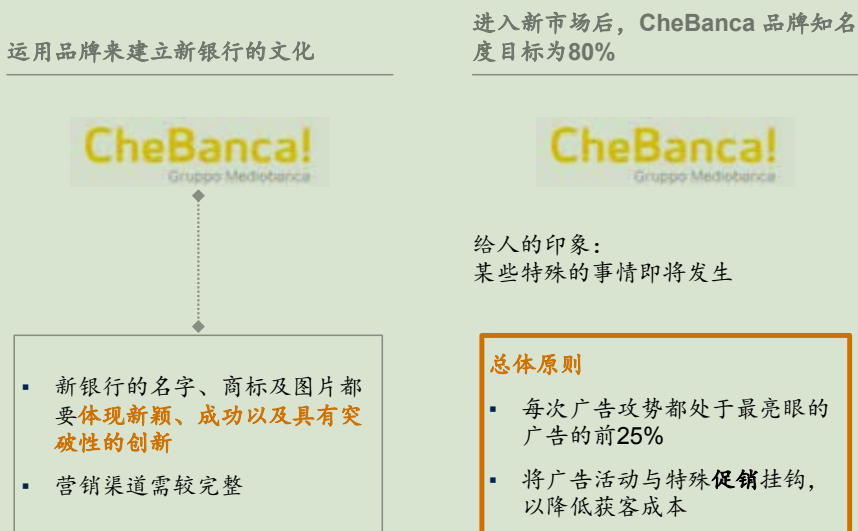 运用品牌来建立新银行的文化
CheBanca!
Gruppo Mediobanca
新银行的名字、商标及图片都
要体现新颖、成功以及具有突
破性的创新
营销渠道需较完整
进入新市场后，CheBanca 品牌知名
度目标为80%
CheBanca!
Gruppo Mediobanca
给人的印象：
某些特殊的事情即将发生
总体原则
每次广告攻势都处于最亮眼的
广告的前25%
将广告活动与特殊促销挂钩，
以降低获客成本